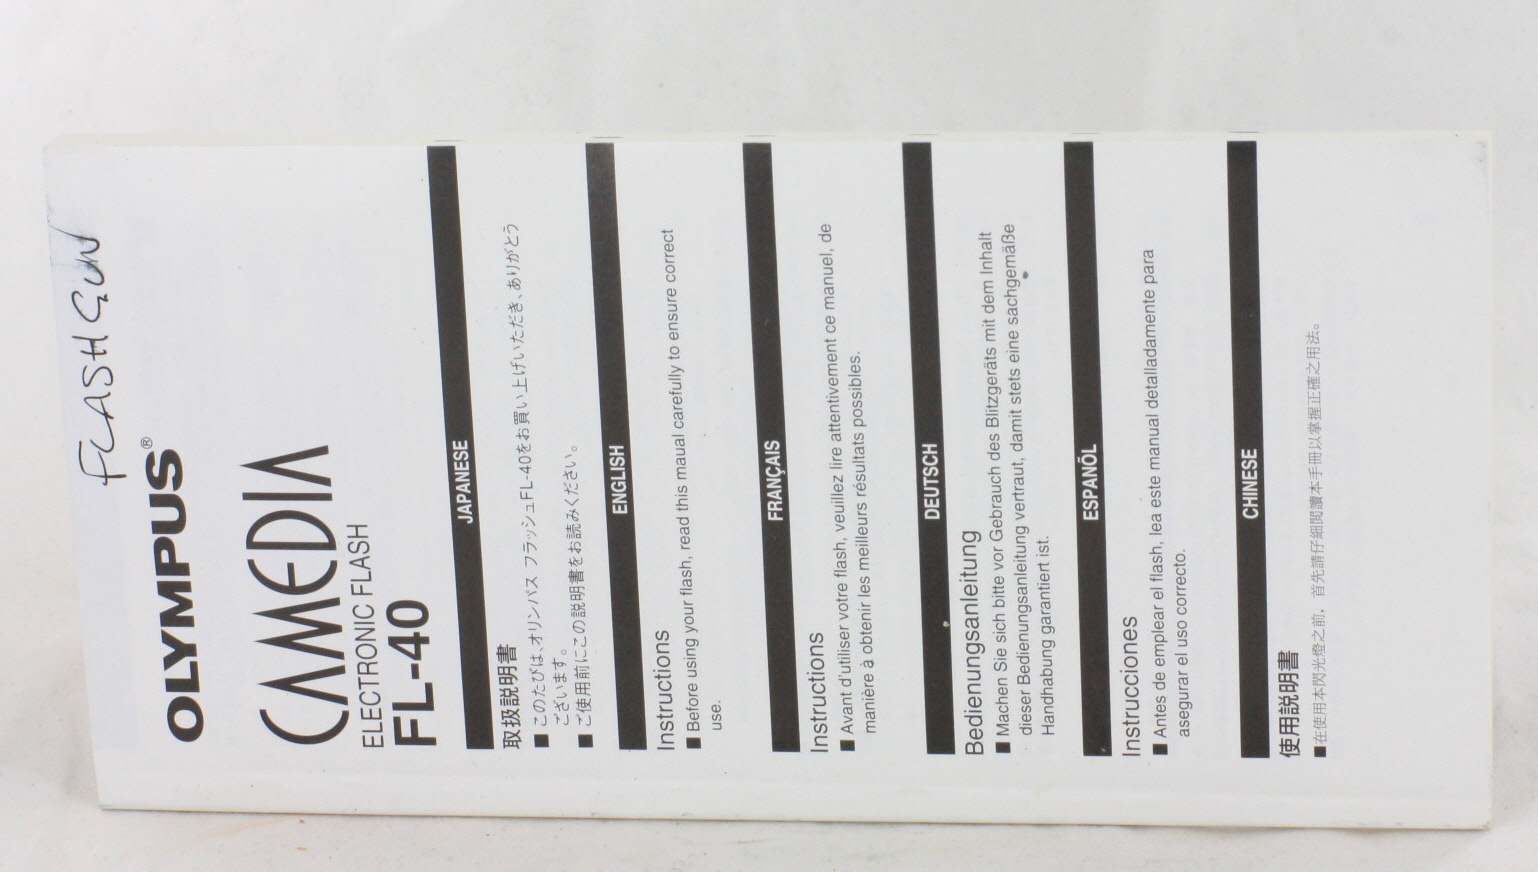 FLASH GUN
OLYMPUS®
CAMEDIA
ELECTRONIC FLASH
FL-40
JAPANESE
取扱説明書
■ このたびは、オリンパス フラッシュFL-40をお買い上げいただき、ありがとう
ございます。
■ ご使用前にこの説明書をお読みください。
ENGLISH
Instructions
■ Before using your flash, read this maual carefully to ensure correct
use.
FRANÇAIS
Instructions
■ Avant d'utiliser votre flash, veuillez lire attentivement ce manuel, de
manière à obtenir les meilleurs résultats possibles.
DEUTSCH
Bedienungsanleitung
■ Machen Sie sich bitte vor Gebrauch des Blitzgeräts mit dem Inhalt
dieser Bedienungsanleitung vertraut, damit stets eine sachgemäße
Handhabung garantiert ist.
ESPAÑÖL
Instrucciones
■ Antes de emplear el flash, lea este manual detalladamente para
asegurar el uso correcto.
CHINESE
使用説明書
■在使用本閃光燈之前，首先請仔細閲讀本手冊以掌握正確之用法。